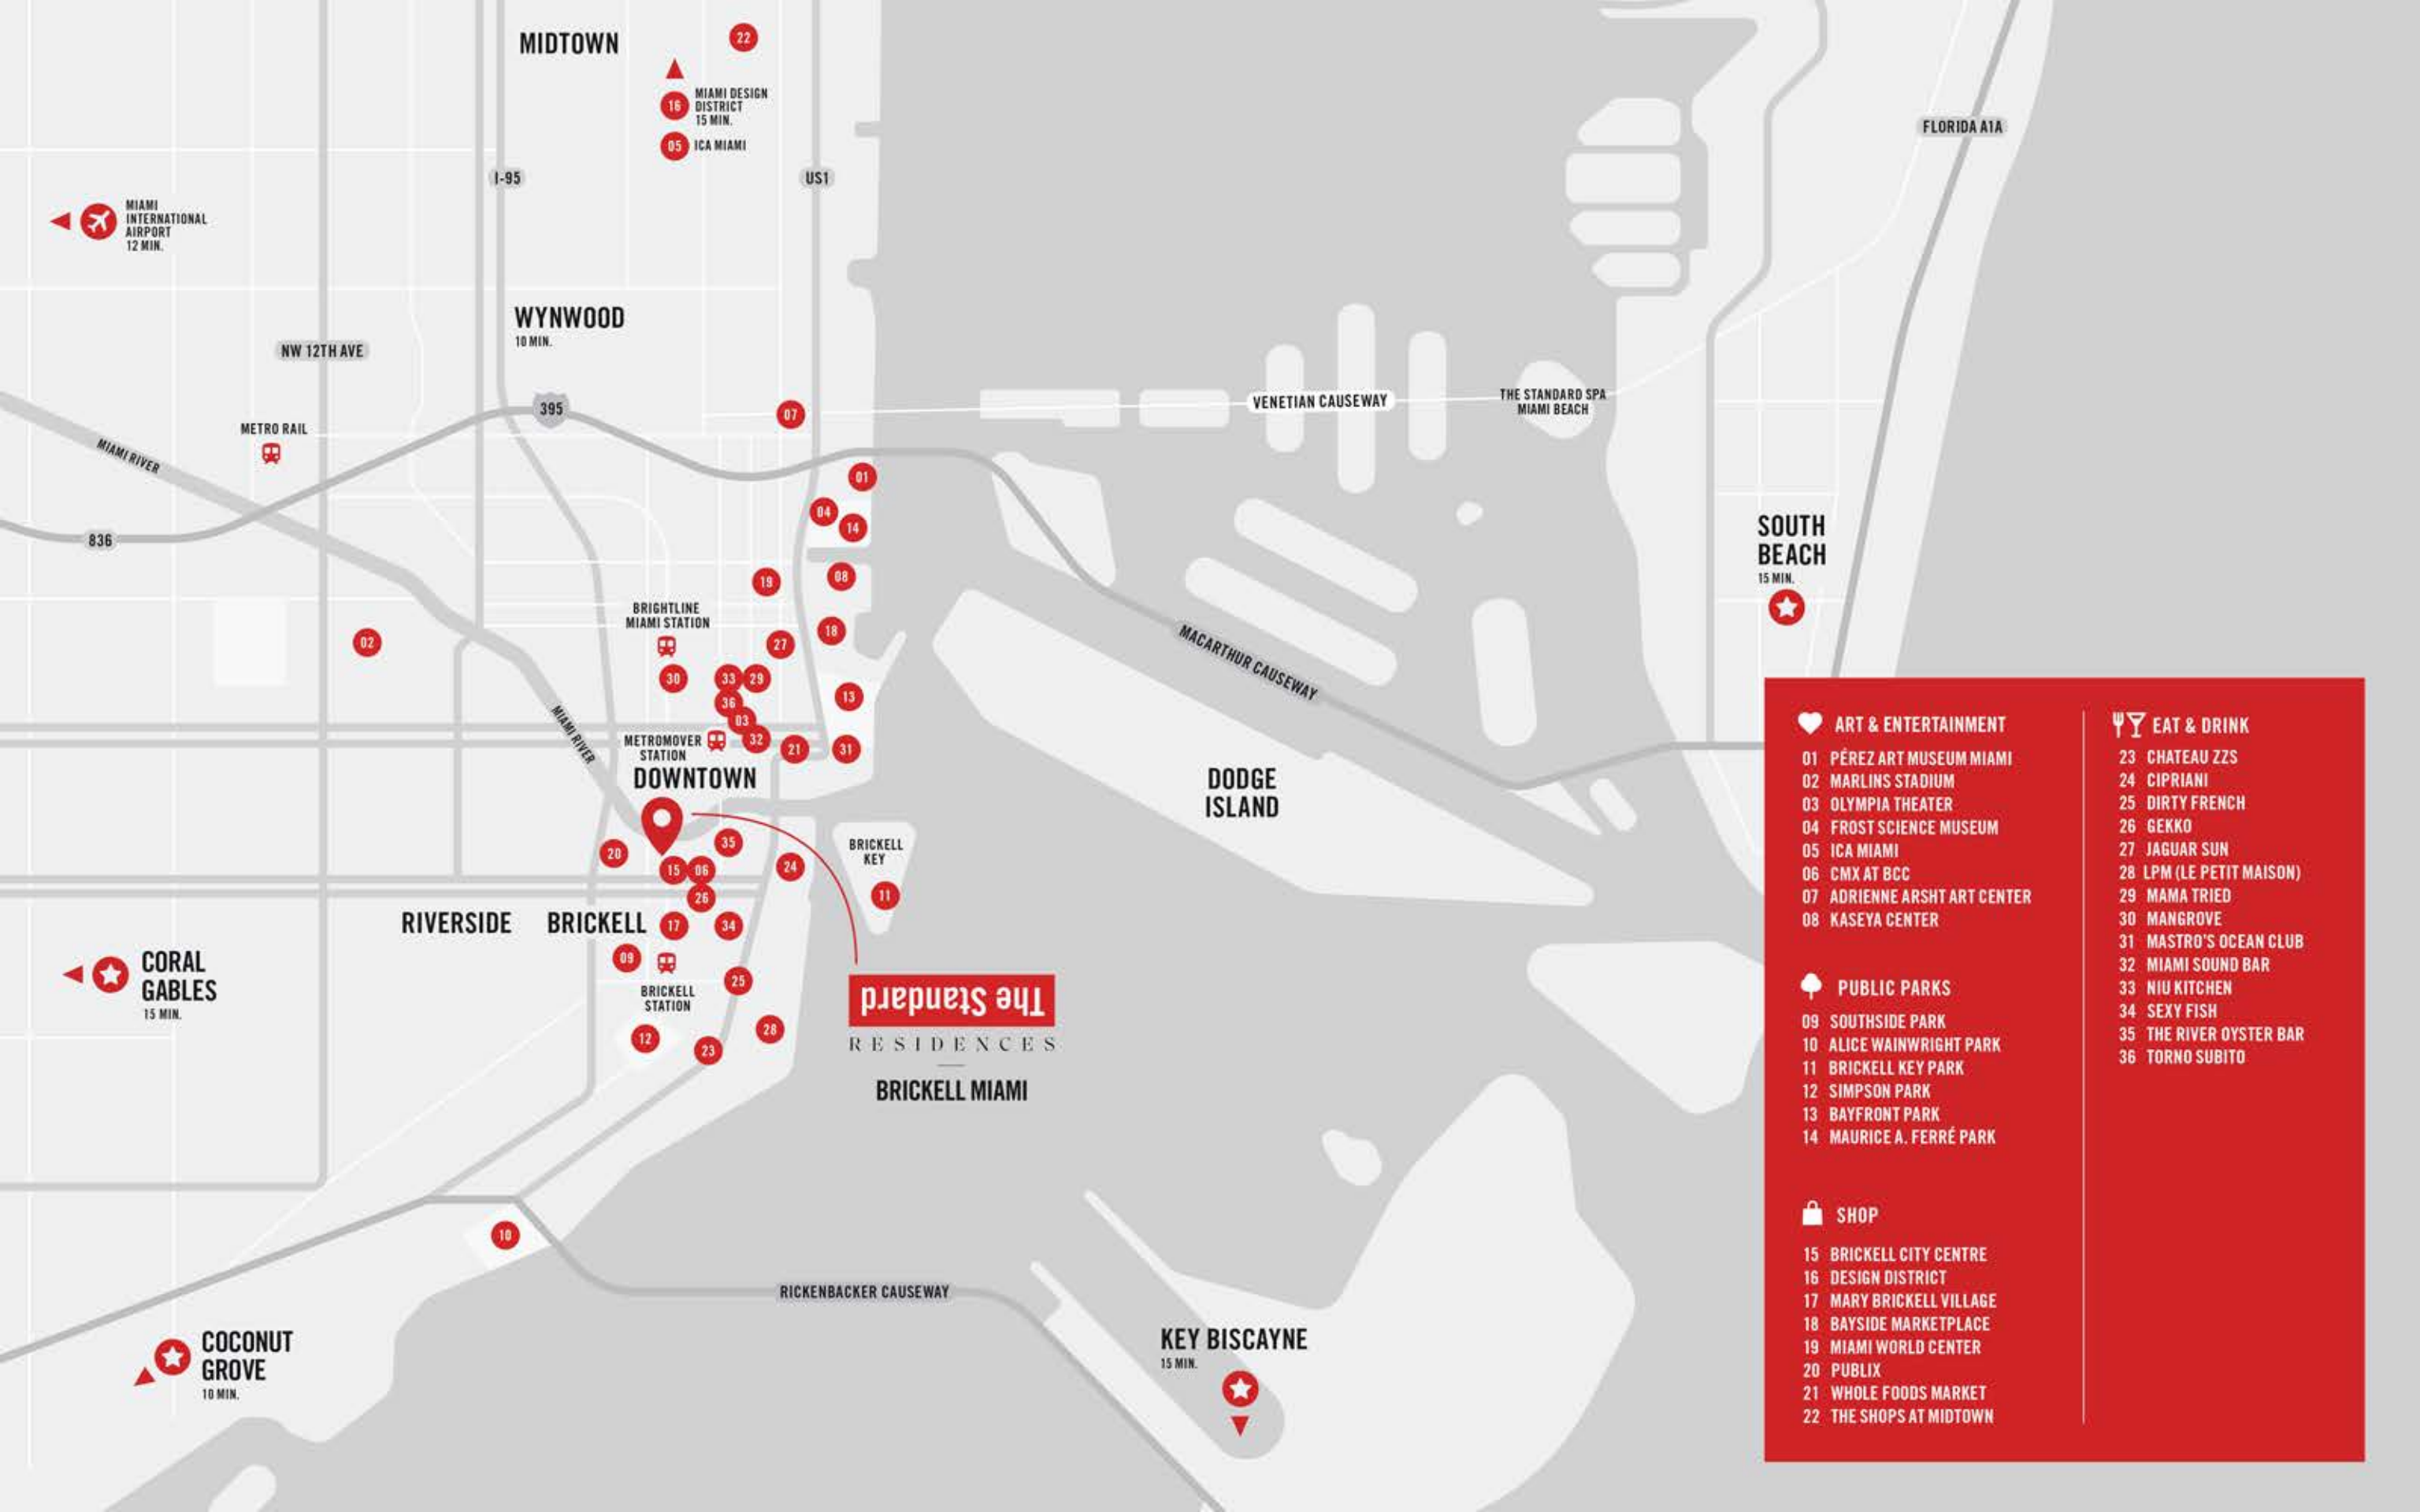 MIDTOWN
22
16
MIAMI DESIGN
DISTRICT
15 MIN.
05
ICA MIAMI
I-95
US1
FLORIDA A1A
MIAMI
INTERNATIONAL
AIRPORT
12 MIN.
WYNWOOD
10 MIN.
NW 12TH AVE
395
07
VENETIAN CAUSEWAY
THE STANDARD SPA
MIAMI BEACH
METRO RAIL
MIAMI RIVER
836
01
04
14
08
19
18
SOUTH
BEACH
15 MIN.
BRIGHTLINE
MIAMI STATION
02
27
30
33
29
36
03
13
32
21
31
MACARTHUR CAUSEWAY
MIAMI RIVER
METROMOVER
STATION
DOWNTOWN
DODGE
ISLAND
35
20
15
06
24
26
BRICKELL
KEY
11
RIVERSIDE
BRICKELL
17
34
09
25
BRICKELL
STATION
12
23
28
CORAL
GABLES
15 MIN.
The Standard
RESIDENCES
BRICKELL MIAMI
10
RICKENBACKER CAUSEWAY
COCONUT
GROVE
10 MIN.
KEY BISCAYNE
15 MIN.
ART & ENTERTAINMENT
01 PÉREZ ART MUSEUM MIAMI
02 MARLINS STADIUM
03 OLYMPIA THEATER
04 FROST SCIENCE MUSEUM
05 ICA MIAMI
06 CMX AT BCC
07 ADRIENNE ARSHT ART CENTER
08 KASEYA CENTER
PUBLIC PARKS
09 SOUTHSIDE PARK
10 ALICE WAINWRIGHT PARK
11 BRICKELL KEY PARK
12 SIMPSON PARK
13 BAYFRONT PARK
14 MAURICE A. FERRÉ PARK
SHOP
15 BRICKELL CITY CENTRE
16 DESIGN DISTRICT
17 MARY BRICKELL VILLAGE
18 BAYSIDE MARKETPLACE
19 MIAMI WORLD CENTER
20 PUBLIX
21 WHOLE FOODS MARKET
22 THE SHOPS AT MIDTOWN
EAT & DRINK
23 CHATEAU ZZS
24 CIPRIANI
25 DIRTY FRENCH
26 GEKKO
27 JAGUAR SUN
28 LPM (LE PETIT MAISON)
29 MAMA TRIED
30 MANGROVE
31 MASTRO'S OCEAN CLUB
32 MIAMI SOUND BAR
33 NIU KITCHEN
34 SEXY FISH
35 THE RIVER OYSTER BAR
36 TORNO SUBITO